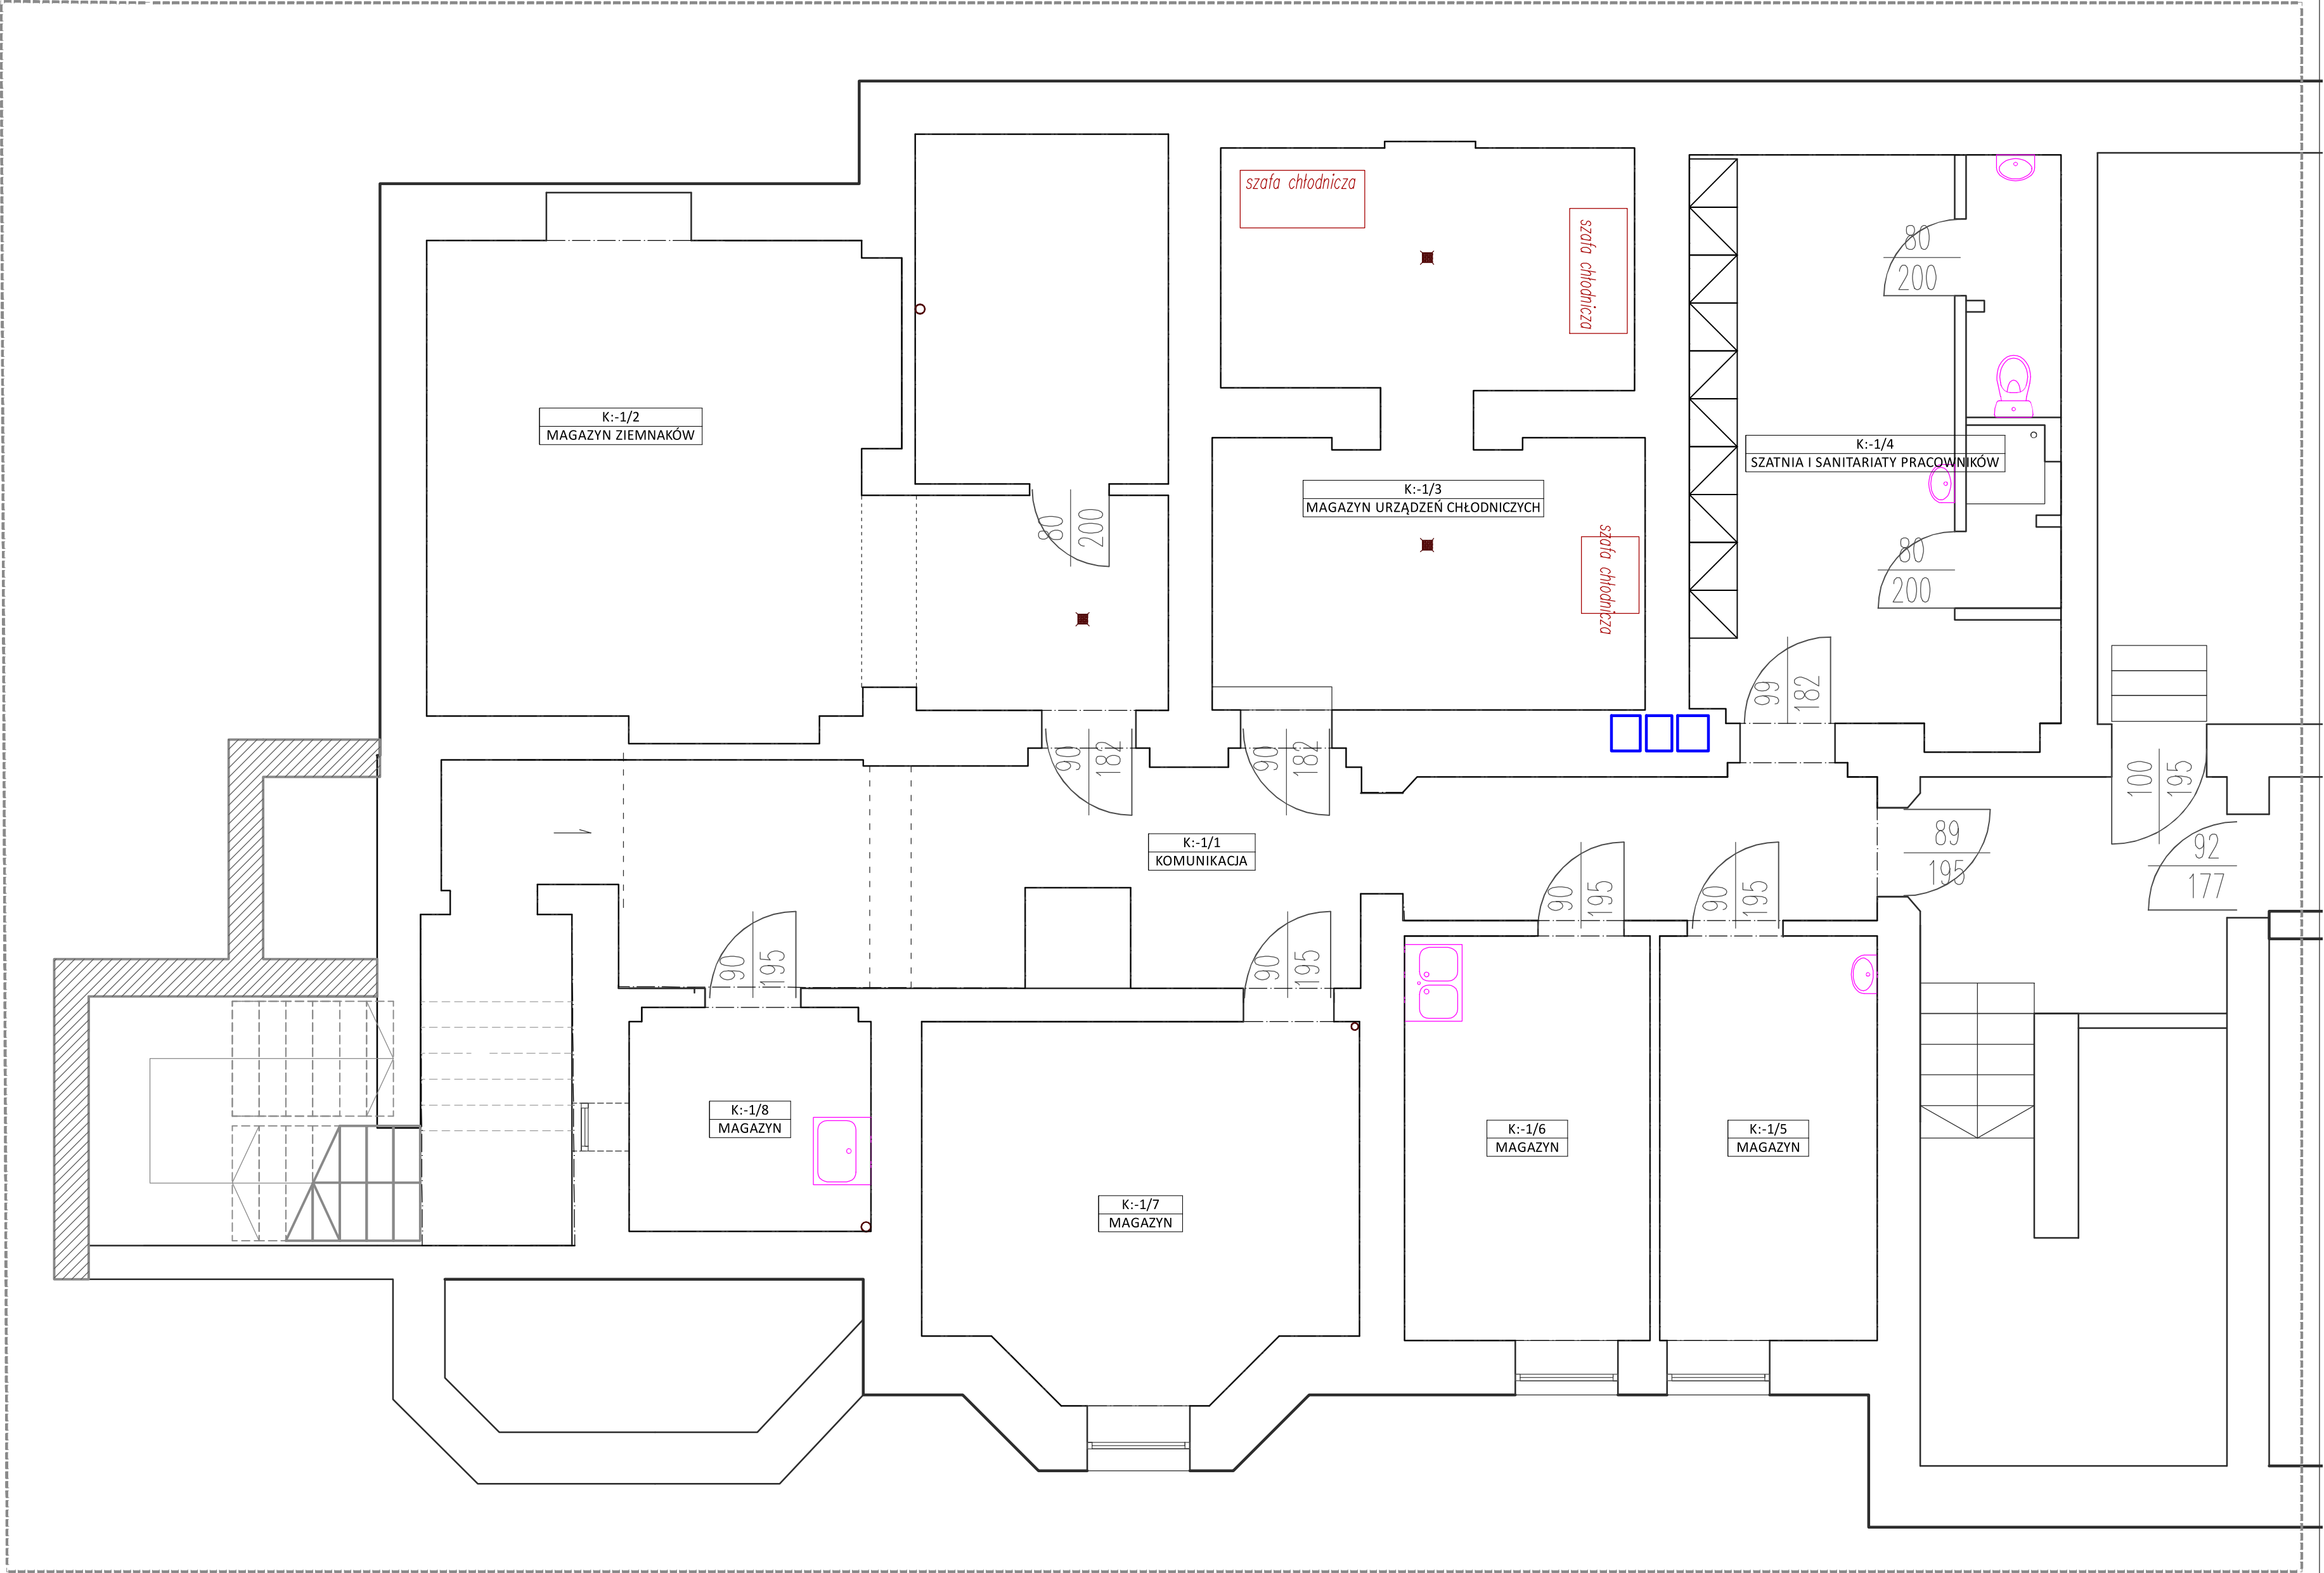 szafa chłodnicza
szafa chłodnicza
80
200
K:-1/2
MAGAZYN ZIEMNAKÓW
K:-1/4
SZATNIA I SANITARIATY PRACOWNIKÓW
K:-1/3
MAGAZYN URZĄDZEŃ CHŁODNICZYCH
80
200
szafa chłodnicza
80
200
99
182
90
182
90
182
100
195
K:-1/1
KOMUNIKACJA
89
195
92
177
90
195
90
195
90
195
90
195
K:-1/8
MAGAZYN
K:-1/6
MAGAZYN
K:-1/5
MAGAZYN
K:-1/7
MAGAZYN